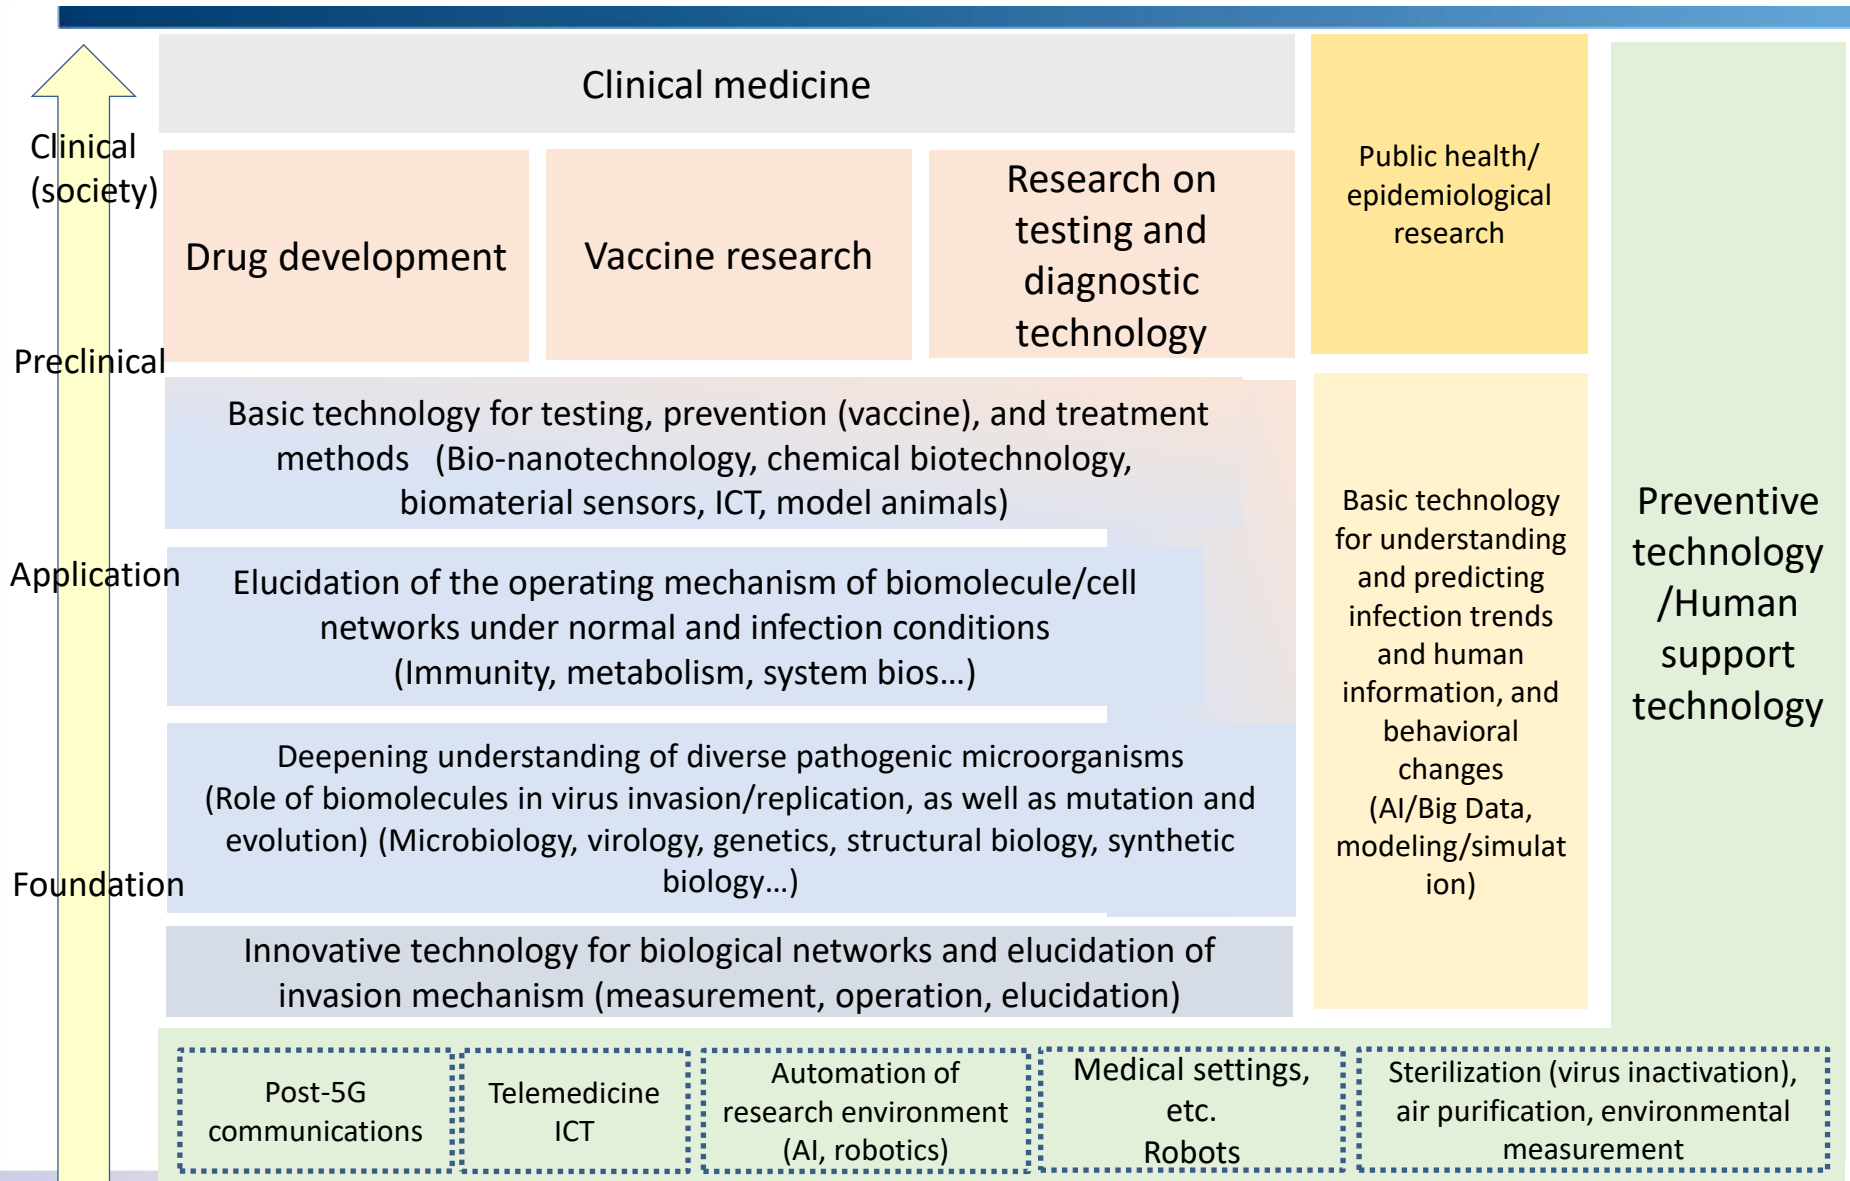 Clinical medicine
Clinical
(society)
Drug development
Vaccine research
Research on
testing and
diagnostic
technology
Public health/
epidemiological
research
Preclinical
Basic technology for testing, prevention (vaccine), and treatment
methods (Bio-nanotechnology, chemical biotechnology,
biomaterial sensors, ICT, model animals)
Application
Elucidation of the operating mechanism of biomolecule/cell
networks under normal and infection conditions
(Immunity, metabolism, system bios...)
Deepening understanding of diverse pathogenic microorganisms
(Role of biomolecules in virus invasion/replication, as well as mutation and
evolution) (Microbiology, virology, genetics, structural biology, synthetic
biology...)
Foundation
Innovative technology for biological networks and elucidation of
invasion mechanism (measurement, operation, elucidation)
Basic technology
for understanding
and predicting
infection trends
and human
information, and
behavioral
changes
(AI/Big Data,
modeling/simulat
ion)
Preventive
technology
/Human
support
technology
Post-5G
communications
Telemedicine
ICT
Automation of
research environment
(AI, robotics)
Medical settings,
etc.
Robots
Sterilization (virus inactivation),
air purification, environmental
measurement